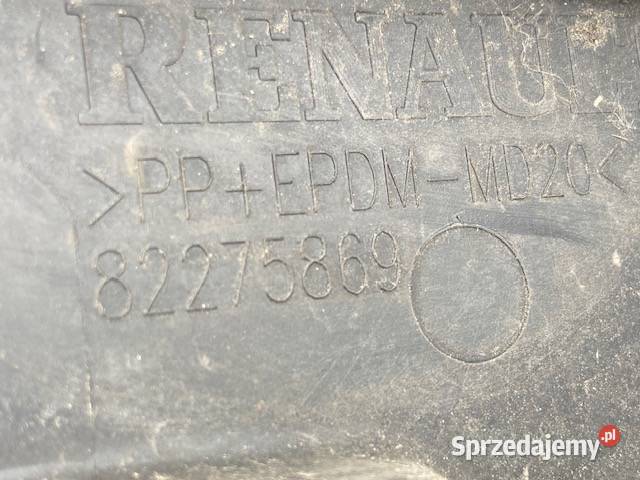 RENAUL
>PP+EPDM-MD20<
82275869
Sprzedajemy.pl